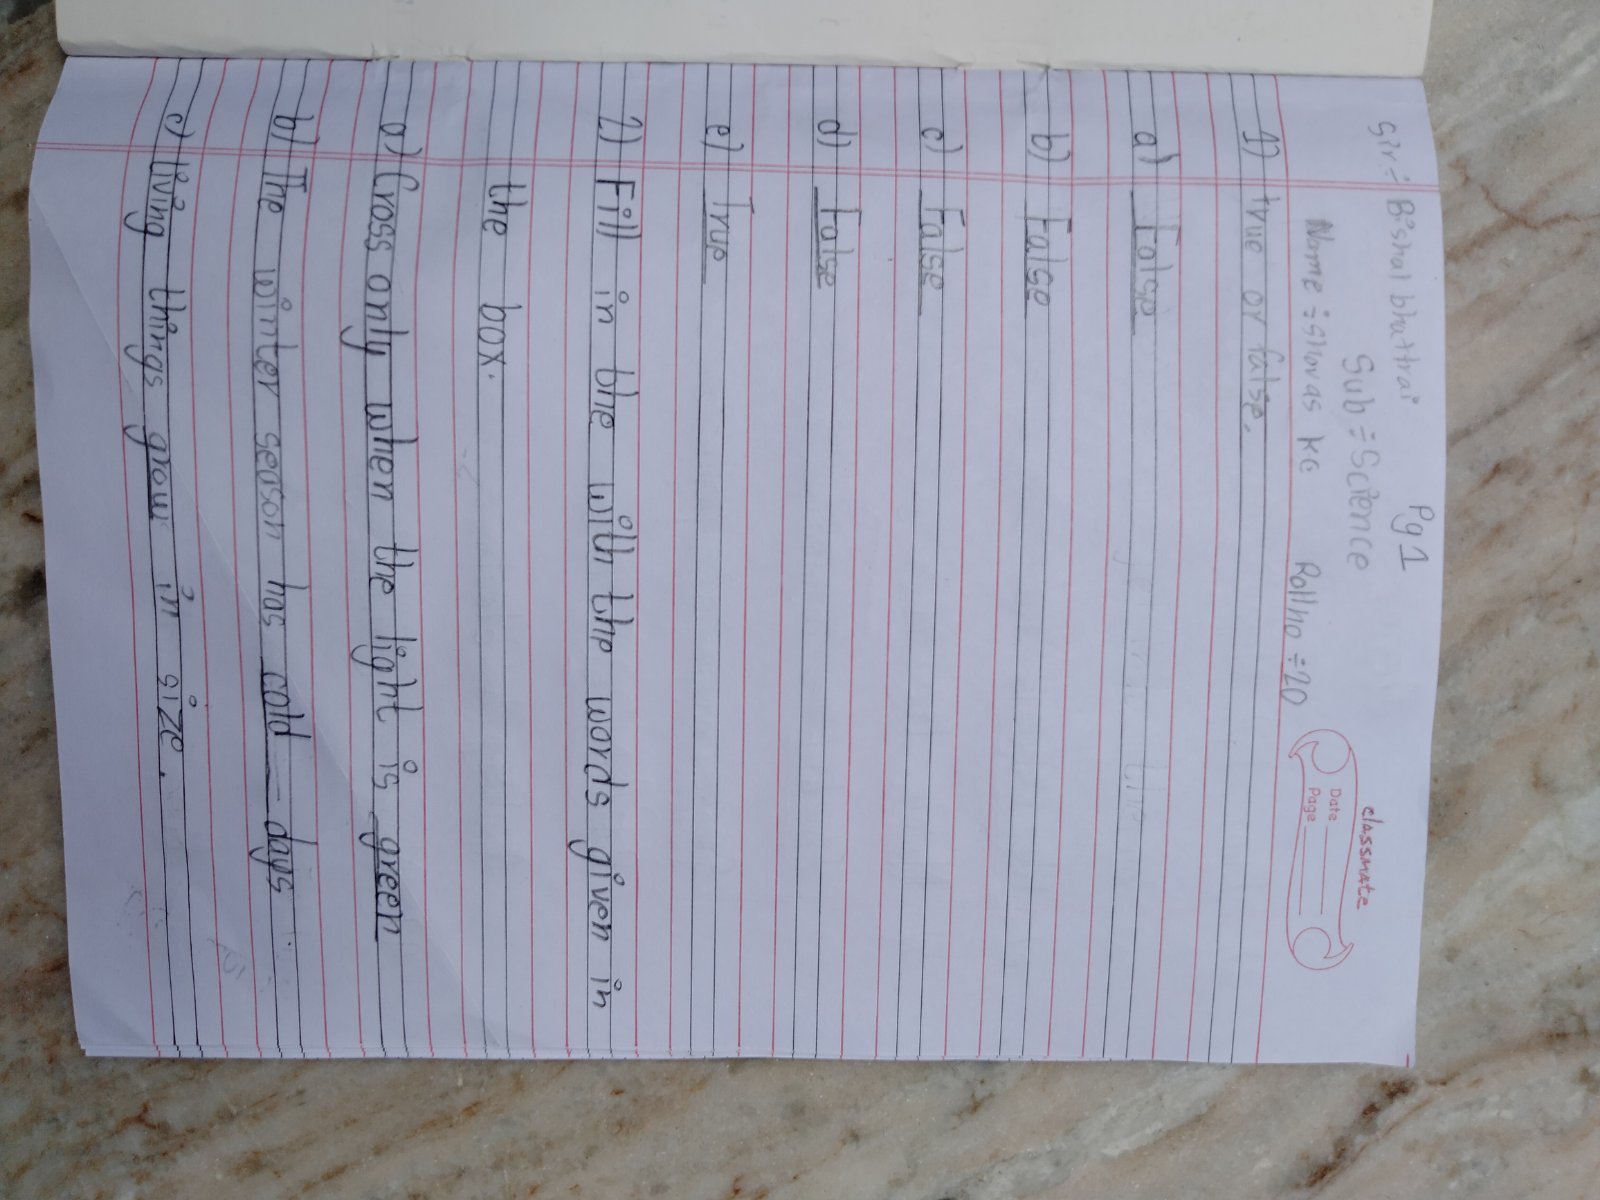 Pg 1
Sir:- Bishal bhattrai
Sub ÷ Science
Name ÷ shovas kc Rollno ÷ 20
classmate
Date
Page
1) true or false.
a) False
b) False
c) False
d) False
e) True
2) Fill in the with the words given in
the box.
a) Cross only when the light is green
b) The winter season has cold days
c) Living things grow in size.